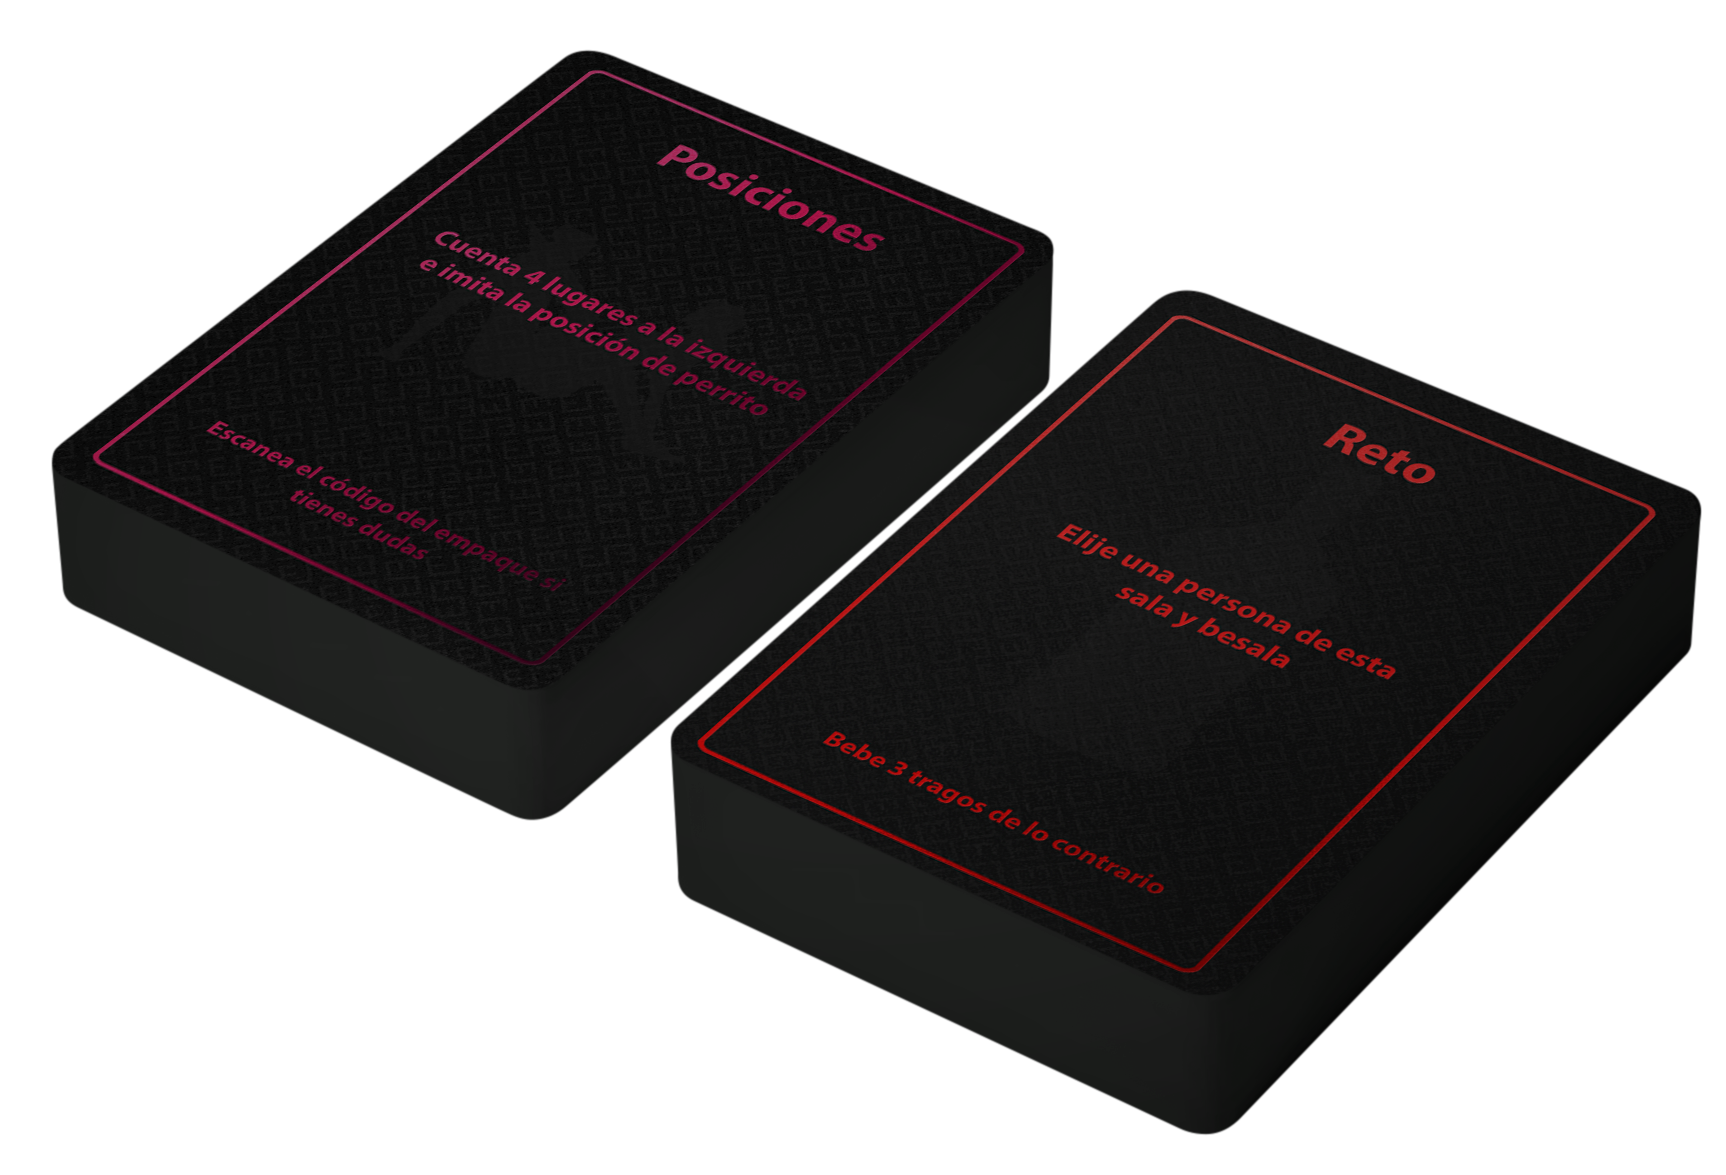 Posiciones
Cuenta 4 lugares a la izquierda
e imita la posición de perrito
Escanea el código del empaque si
tienes dudas
Reto
Elije una persona de esta
sala y besala
Bebe 3 tragos de lo contrario